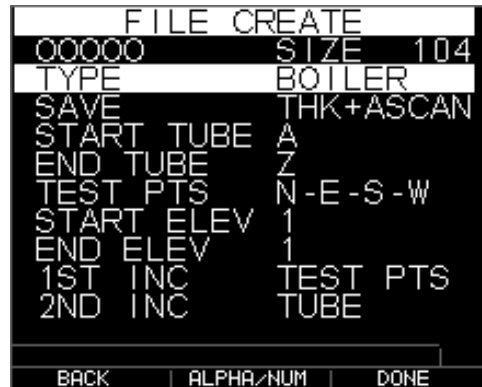 FILE CREATE
00000 SIZE 104
TYPE BOILER
SAVE THK+ASCAN
START TUBE A
END TUBE Z
TEST PTS N-E-S-W
START ELEV 1
END ELEV 1
1ST INC TEST PTS
2ND INC TUBE
BACK | ALPHA/NUM | DONE